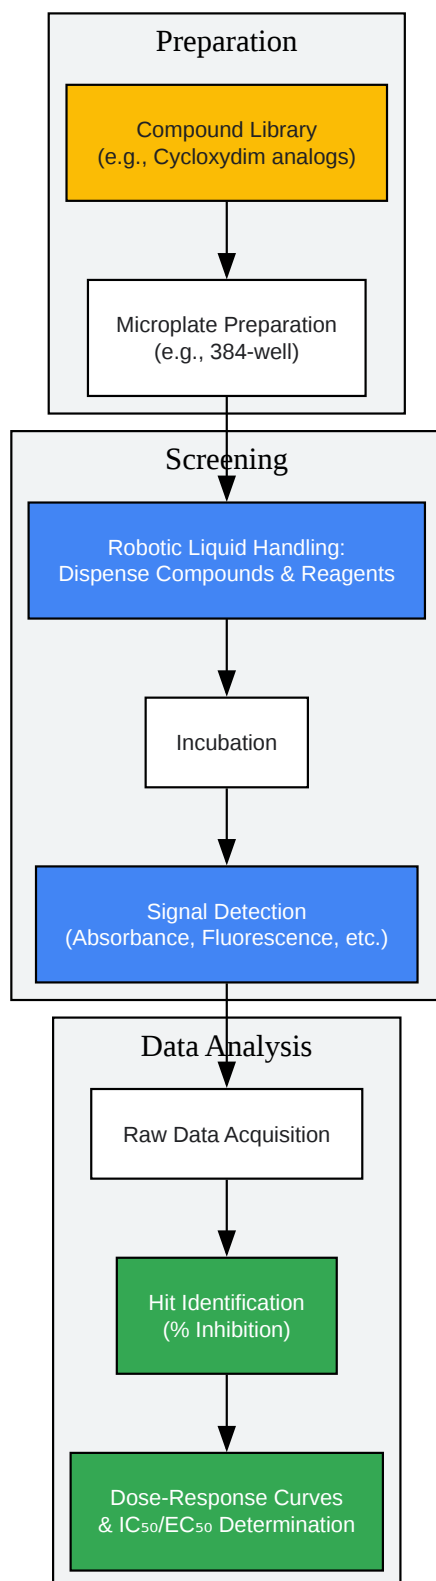 Preparation
Compound Library
(e.g., Cycloxydim analogs)
Microplate Preparation
(e.g., 384-well)
Screening
Robotic Liquid Handling:
Dispense Compounds & Reagents
Incubation
Signal Detection
(Absorbance, Fluorescence, etc.)
Data Analysis
Raw Data Acquisition
Hit Identification
(% Inhibition)
Dose-Response Curves
& IC₅₀/EC₅₀ Determination